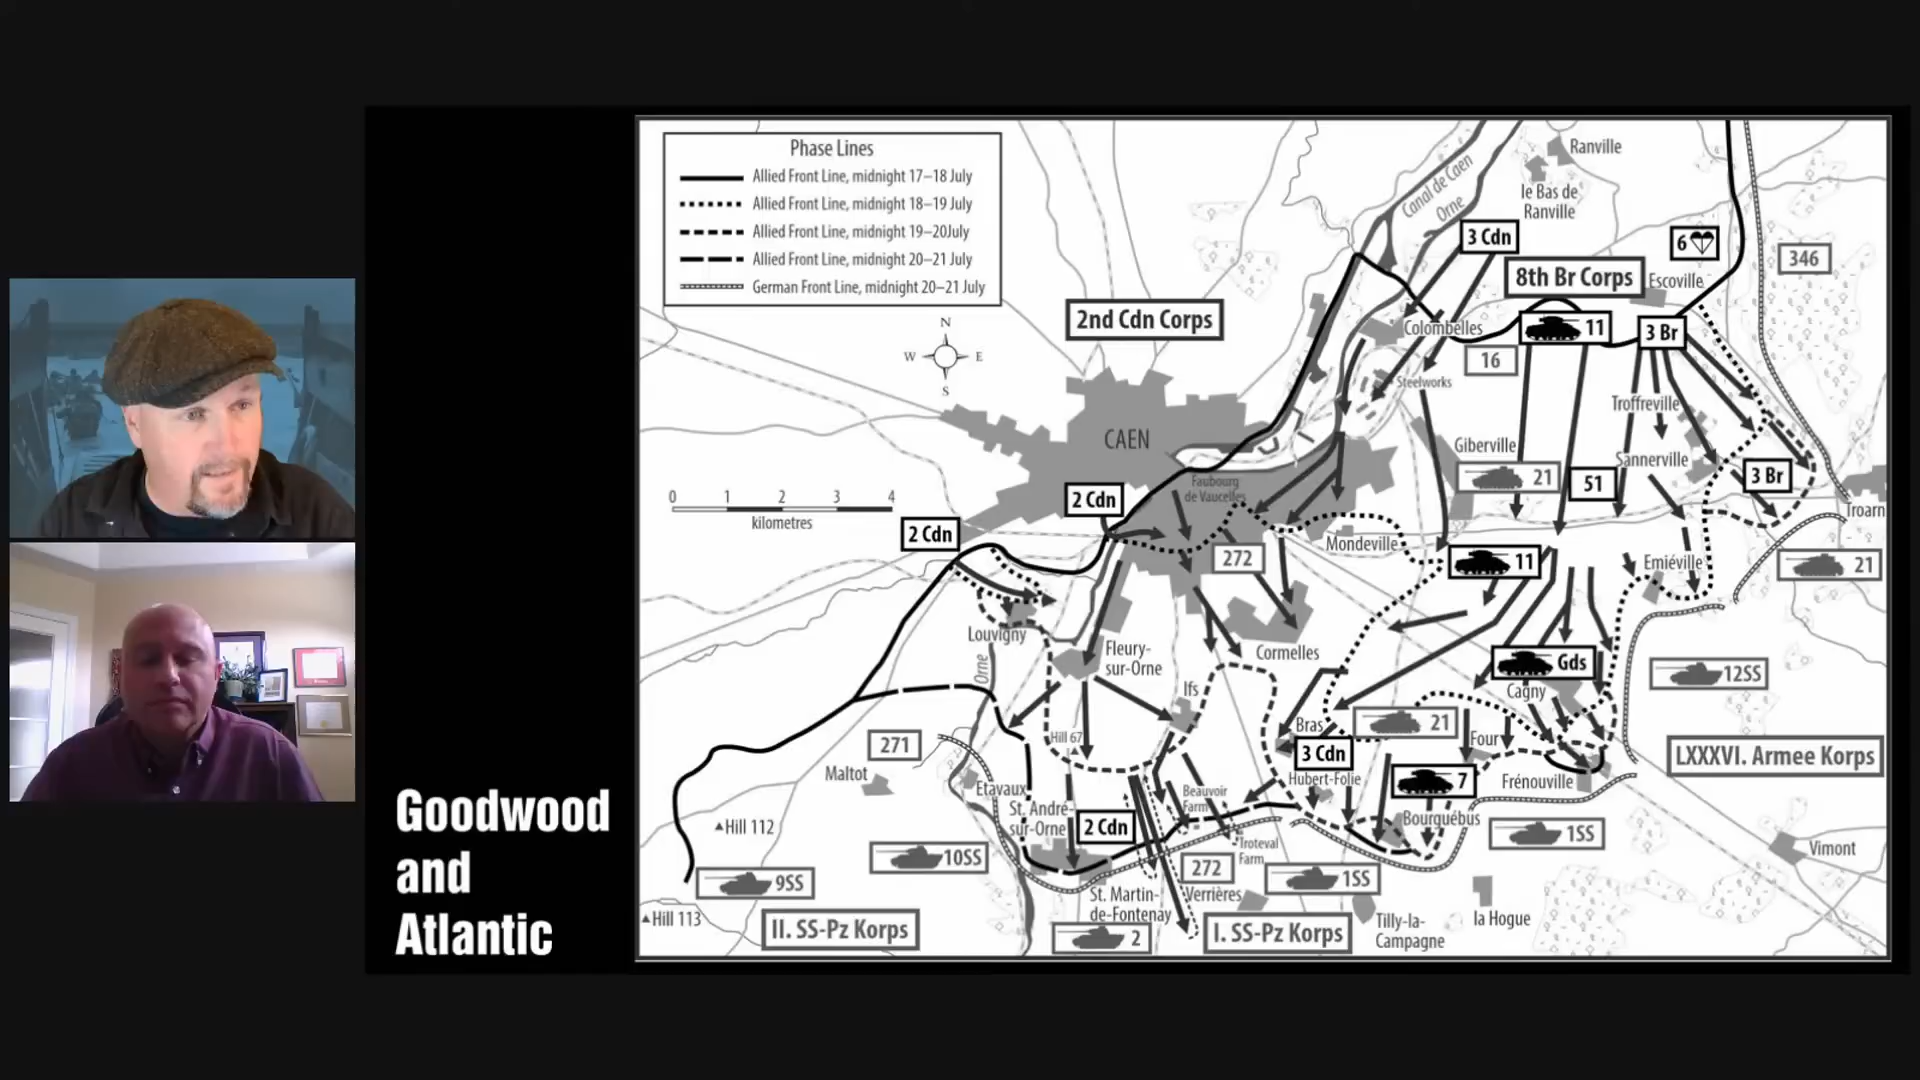 Goodwood
and
Atlantic
Phase Lines
Allied Front Line, midnight 17–18 July
Allied Front Line, midnight 18–19 July
Allied Front Line, midnight 19–20July
Allied Front Line, midnight 20–21 July
German Front Line, midnight 20–21 July
N
W E
S
0 1 2 3 4
kilometres
Ranville
Canal de Caen
Orne
le Bas de
Ranville
3 Cdn
6
346
8th Br Corps
Escoville
2nd Cdn Corps
Colombelles
11
3 Br
16
Steelworks
Troffreville
CAEN
Giberville
Sannerville
21
51
3 Br
Faubourg
de Vaucelles
2 Cdn
2 Cdn
Troarn
Mondeville
272
11
Emiéville
21
Louvigny
Orne
Fleury-
sur-Orne
Cormelles
Gds
12SS
Cagny
Ifs
Bras
21
Hill 67
271
3 Cdn
Four
LXXXVI. Armee Korps
Maltot
Etavaux
Hubert-Folie
7
Frénouville
Beauvoir
Farm
St. André-
sur-Orne
2 Cdn
Bourguébus
Hill 112
1SS
Troteval
Farm
Vimont
10SS
272
9SS
1SS
Verrières
St. Martin-
de-Fontenay
Hill 113
II. SS-Pz Korps
2
I. SS-Pz Korps
Tilly-la-
Campagne
la Hogue